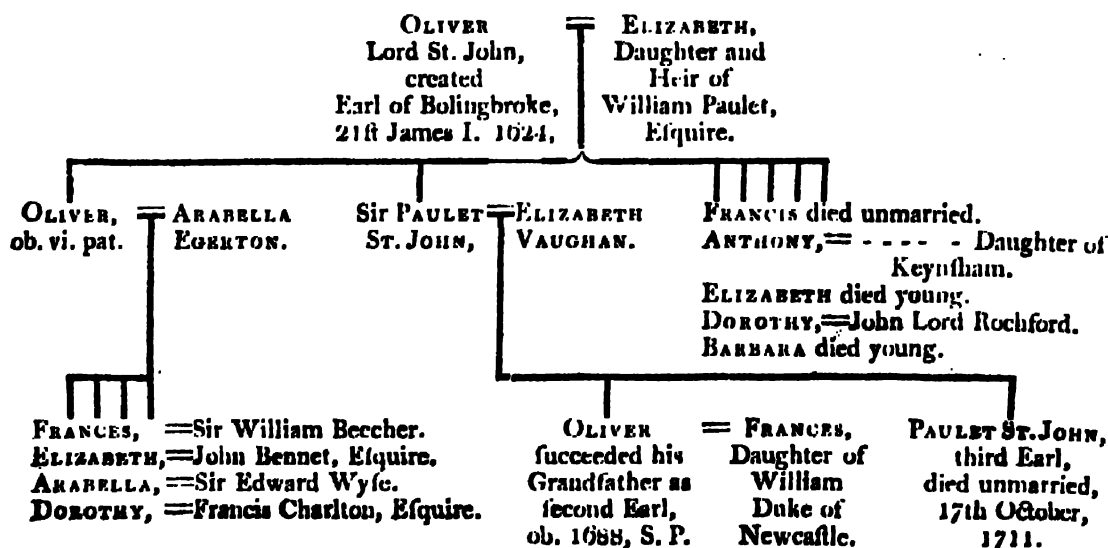 OLIVER = ELIZABETH,
Lord St. John, Daughter and
created Heir of
Earl of Bolingbroke, William Paulet,
21ſt James I. 1624, Eſquire.
OLIVER, = ARABELLA
ob. vi. pat. EGERTON.
Sir PAULET = ELIZABETH
ST. JOHN, VAUGHAN.
FRANCIS died unmarried.
ANTHONY, = - - - - - Daughter of
Keynſham.
ELIZABETH died young.
DOROTHY, = John Lord Rochford.
BARBARA died young.
FRANCES, = Sir William Beecher.
ELIZABETH, = John Bennet, Eſquire.
ARABELLA, = Sir Edward Wyſe.
DOROTHY, = Francis Charlton, Eſquire.
OLIVER = FRANCES,
ſucceeded his Daughter of
Grandfather as William
ſecond Earl, Duke of
ob. 1688, S. P. Newcaſtle.
PAULET ST. JOHN,
third Earl,
died unmarried,
17th October,
1711.